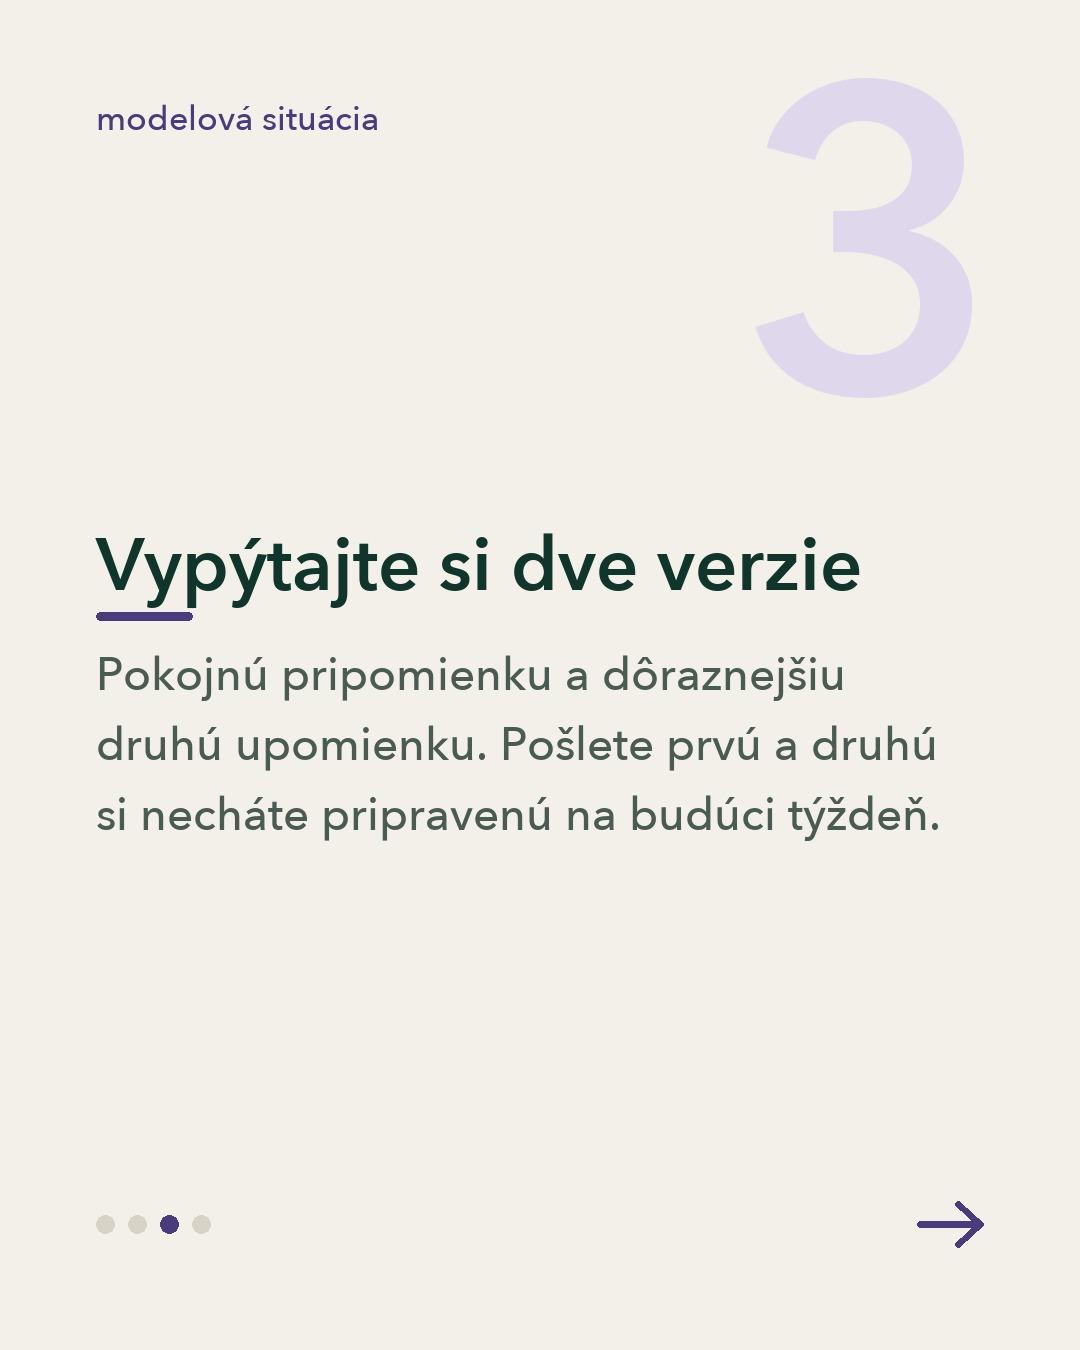 modelová situácia
3
Vypýtajte si dve verzie
Pokojnú pripomienku a dôraznejšiu
druhú upomienku. Pošlete prvú a druhú
si necháte pripravenú na budúci týždeň.